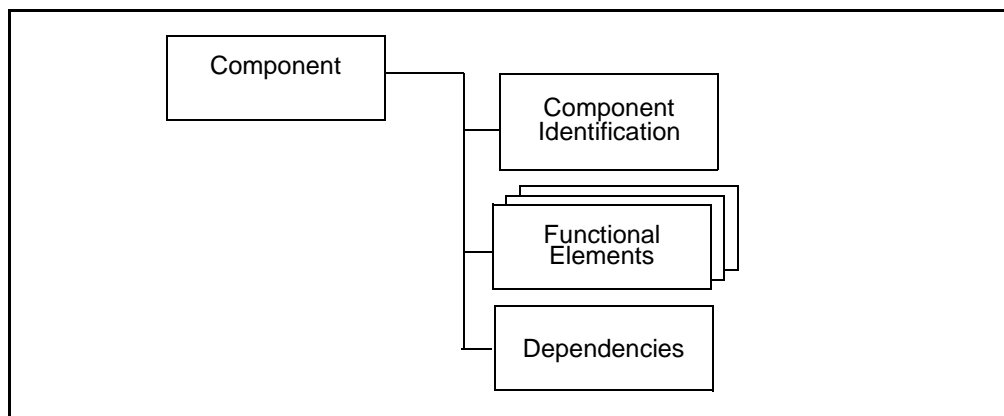 Component
Component
Identification
Functional
Elements
Dependencies